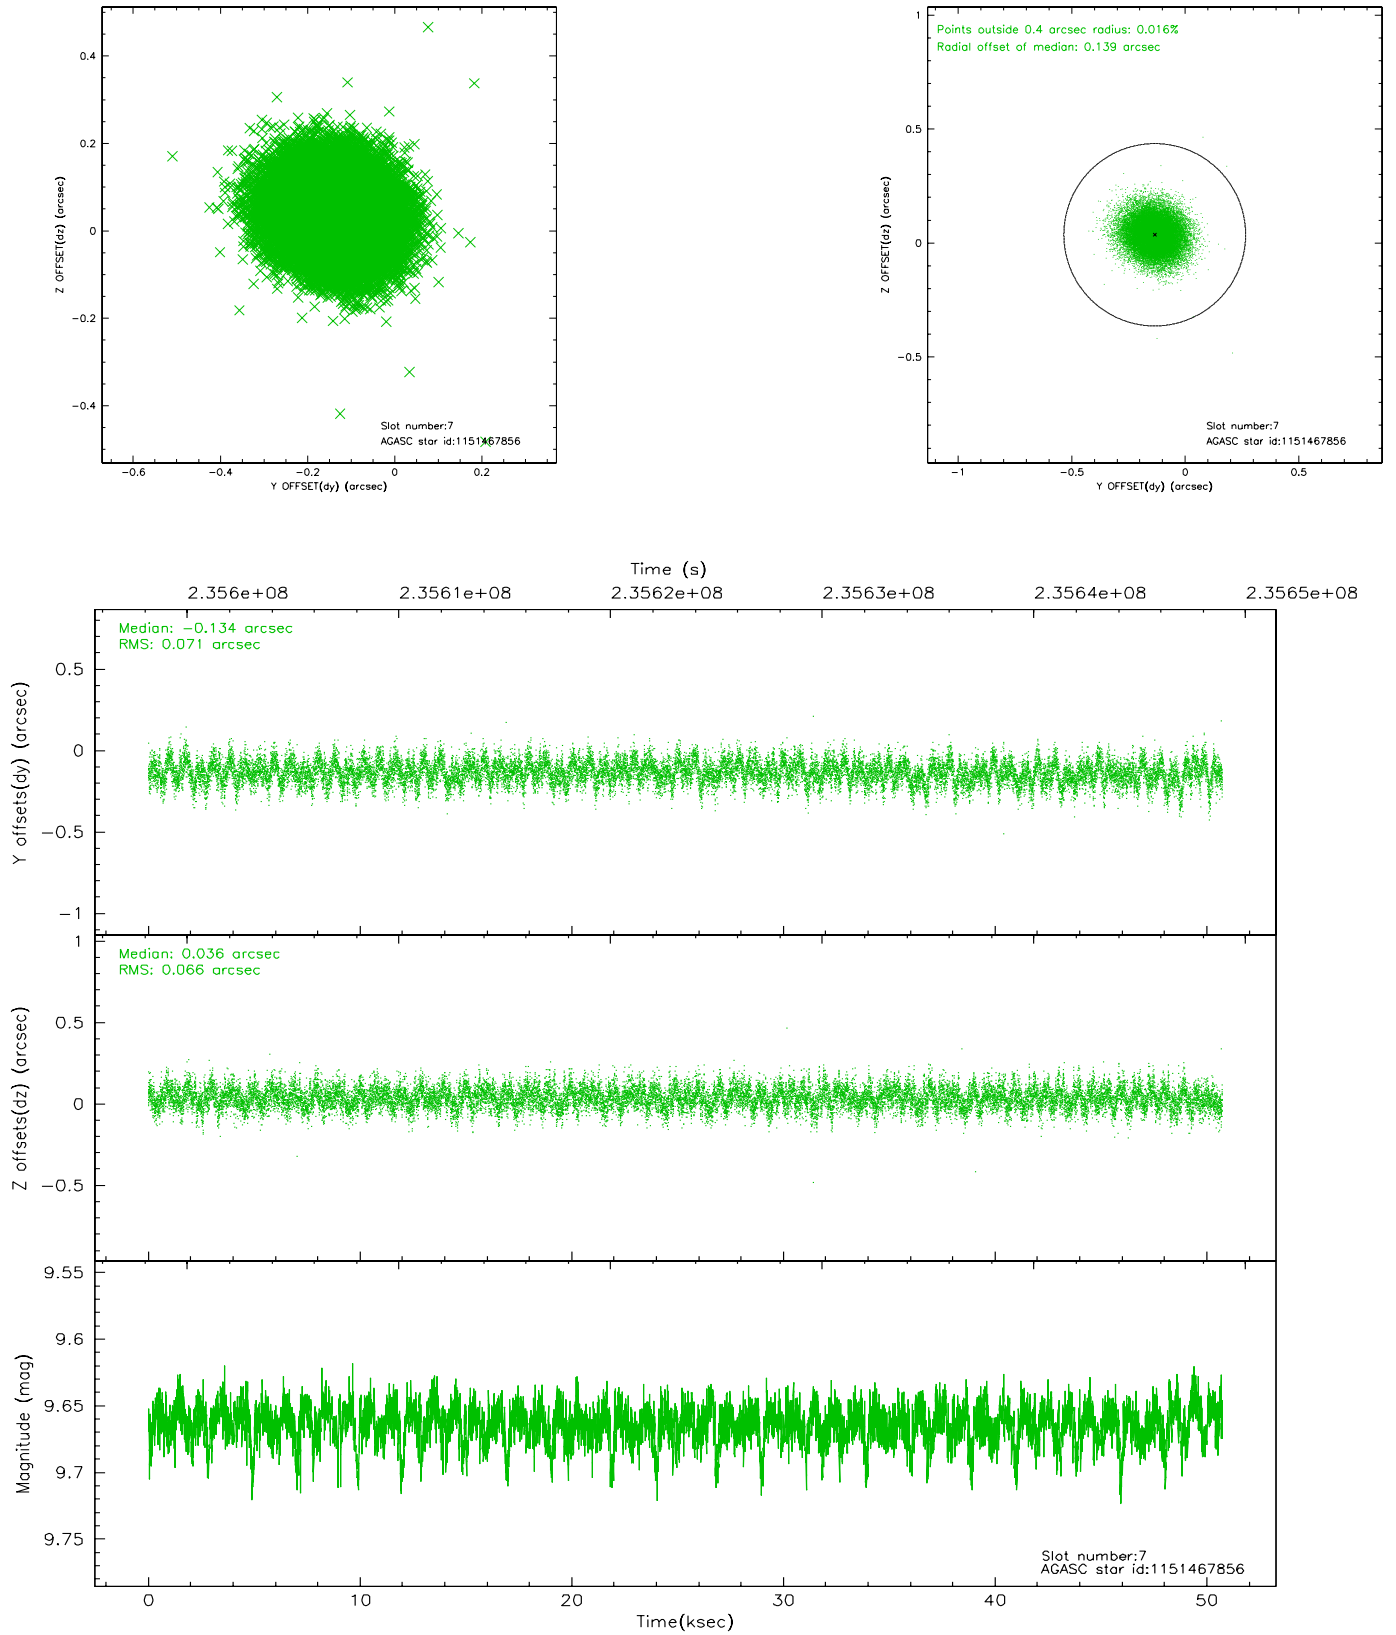 0.4
0.2
0
−0.2
−0.4
Z OFFSET(dz) (arcsec)
Slot number:7
AGASC star id:1151467856
−0.6 −0.4 −0.2 0 0.2
Y OFFSET(dy) (arcsec)
Points outside 0.4 arcsec radius: 0.016%
Radial offset of median: 0.139 arcsec
1
0.5
0
−0.5
Z OFFSET(dz) (arcsec)
Slot number:7
AGASC star id:1151467856
−1 −0.5 0 0.5
Y OFFSET(dy) (arcsec)
Time (s)
2.356e+08 2.3561e+08 2.3562e+08 2.3563e+08 2.3564e+08 2.3565e+08
Median: −0.134 arcsec
RMS: 0.071 arcsec
0.5
0
−0.5
−1
Y offsets(dy) (arcsec)
Median: 0.036 arcsec
RMS: 0.066 arcsec
1
0.5
0
−0.5
Z offsets(dz) (arcsec)
9.55
9.6
9.65
9.7
9.75
Magnitude (mag)
Slot number:7
AGASC star id:1151467856
0 10 20 30 40 50
Time(ksec)